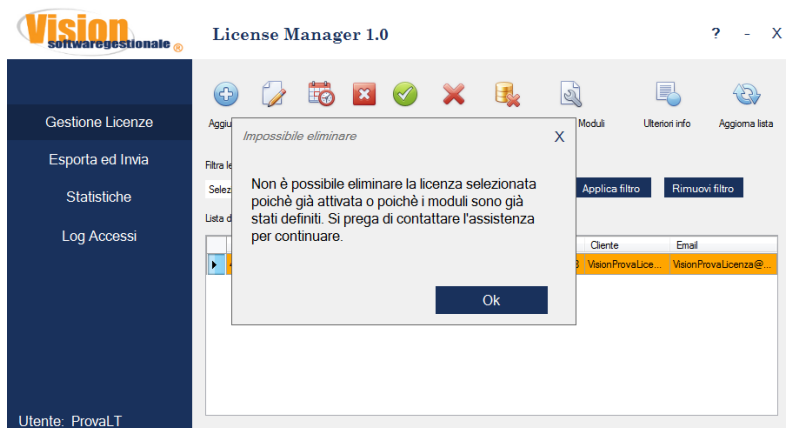 Vision
softwaregestionale ®
License Manager 1.0
? - X
Gestione Licenze
Esporta ed Invia
Statistiche
Log Accessi
Utente: ProvaLT
Moduli Ulteriori info Aggiorna lista
Impossibile eliminare X
Non è possibile eliminare la licenza selezionata
poichè già attivata o poichè i moduli sono già
stati definiti. Si prega di contattare l'assistenza
per continuare.
Ok
Applica filtro Rimuovi filtro
Cliente Email
VisionProvaLice... VisionProvaLicenza@...